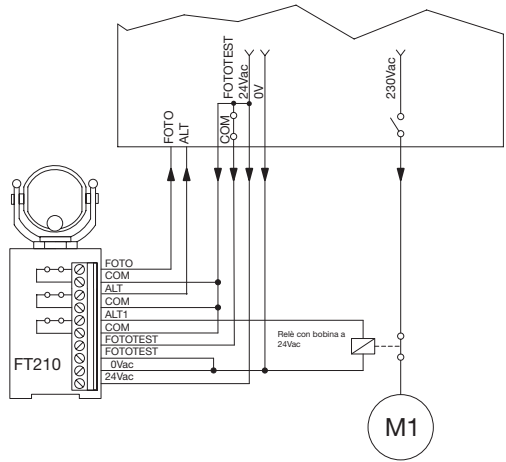 FOTOTEST
24Vac
0V
230Vac
FOTO
ALT
COM
FOTO
COM
ALT
COM
ALT1
COM
FOTOTEST
FOTOTEST
0Vac
24Vac
FT210
Relè con bobina a
24Vac
M1